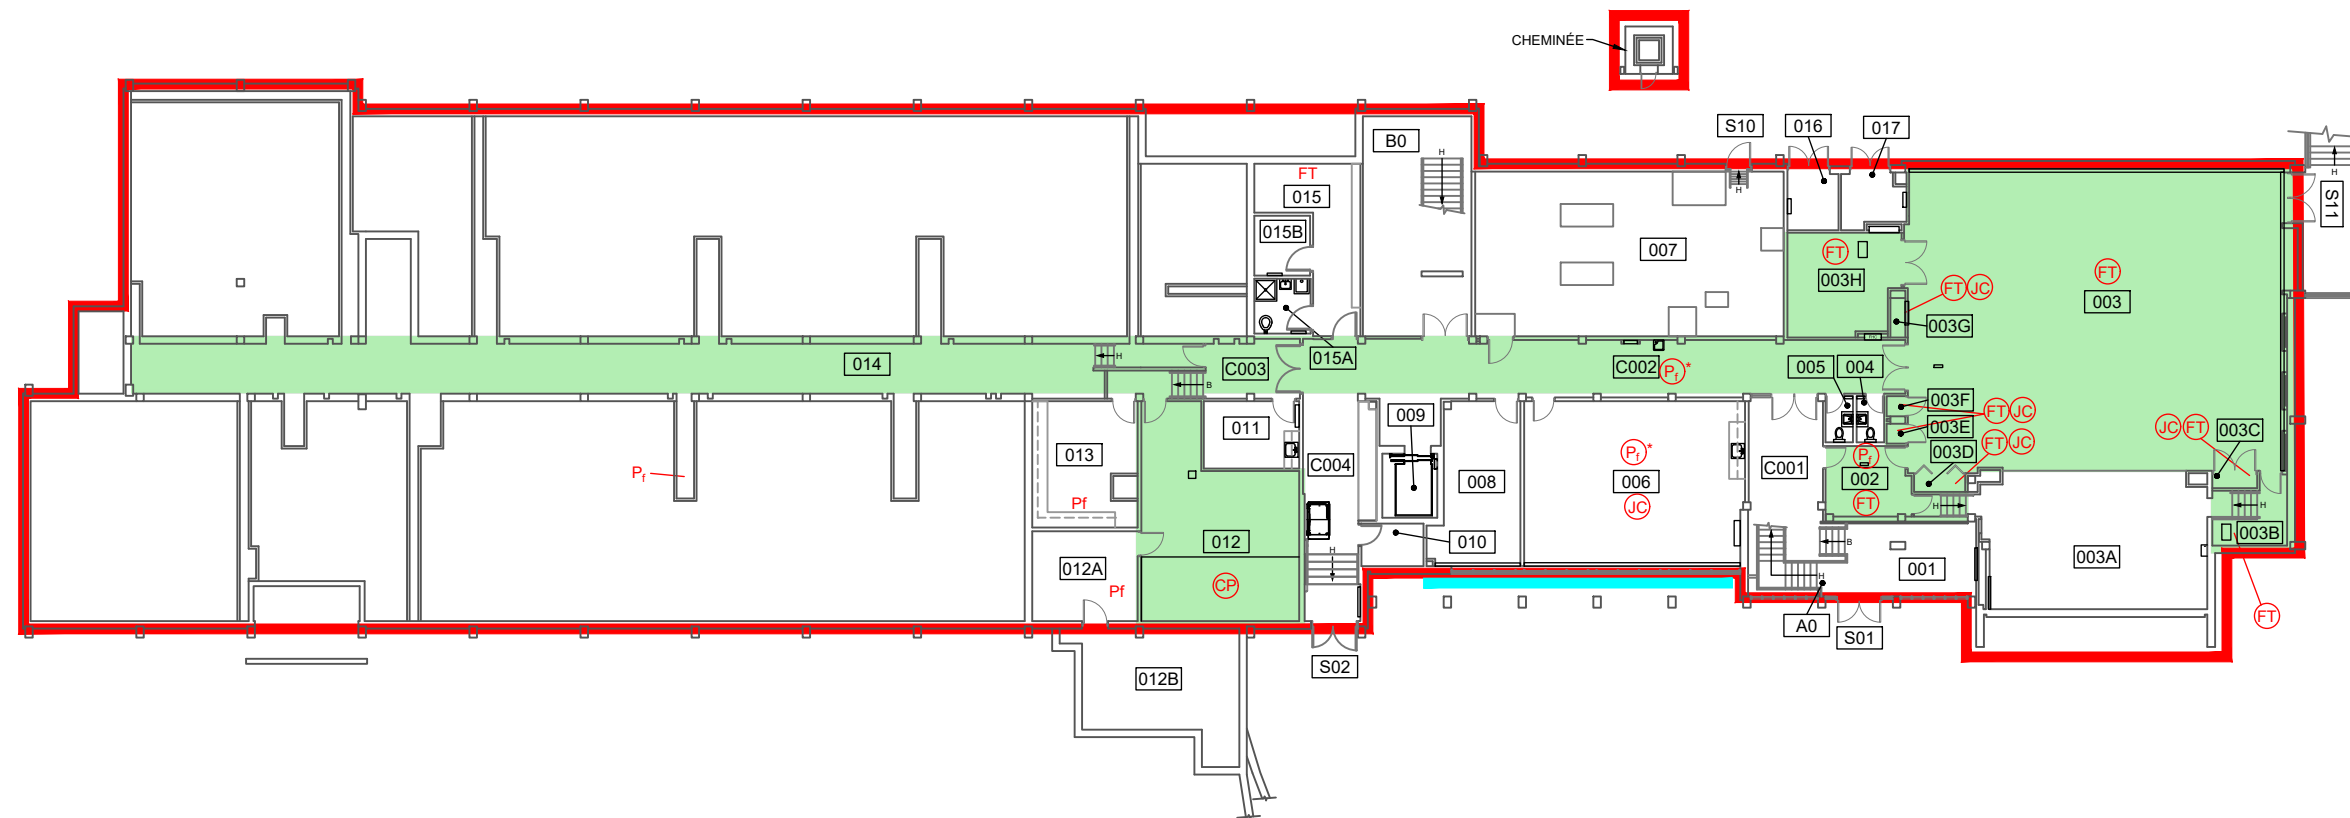 CHEMINÉE
S10
016
017
B0
H
H
H
S11
FT
015
015B
007
FT
003H
FT
003
FT JC
003G
014
H
C003
B
015A
C002
Pf*
005
004
003F
003E
FT JC
003D
FT JC
JC FT
003C
009
011
013
Pf
C004
008
Pf*
006
JC
C001
Pf
002
FT
H
H
Pf
012
010
B
003B
012A
Pf
CP
H
H
001
003A
FT
A0
S01
S02
012B